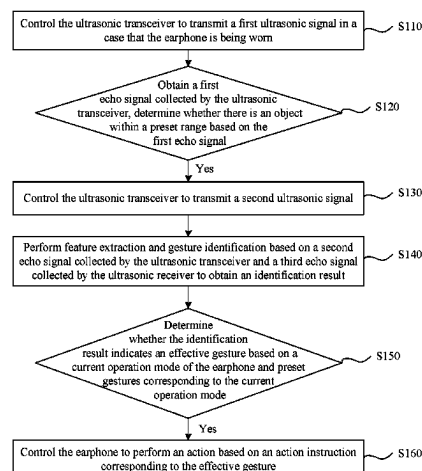 Control the ultrasonic transceiver to transmit a first ultrasonic signal in a
case that the earphone is being worn
S110
Obtain a first
echo signal collected by the ultrasonic
transceiver, determine whether there is an object
within a preset range based on the
first echo signal
S120
Yes
Control the ultrasonic transceiver to transmit a second ultrasonic signal
S130
Perform feature extraction and gesture identification based on a second
echo signal collected by the ultrasonic transceiver and a third echo signal
collected by the ultrasonic receiver to obtain an identification result
S140
Determine
whether the identification
result indicates an effective gesture based on a
current operation mode of the earphone and preset
gestures corresponding to the current
operation mode
S150
Yes
Control the earphone to perform an action based on an action instruction
corresponding to the effective gesture
S160